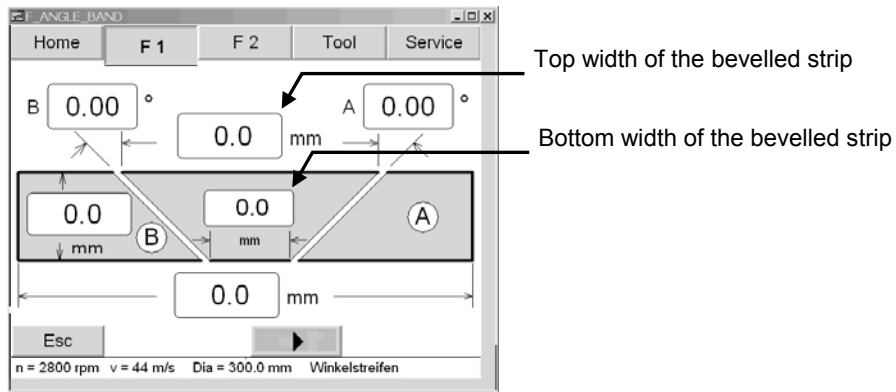 F_ANGLE_BAND
Home F 1 F 2 Tool Service
Top width of the bevelled strip
B 0.00 ° A 0.00 °
0.0 mm
Bottom width of the bevelled strip
0.0 mm
0.0 mm
B
A
0.0 mm
Esc
n = 2800 rpm v = 44 m/s Dia = 300.0 mm Winkelstreifen